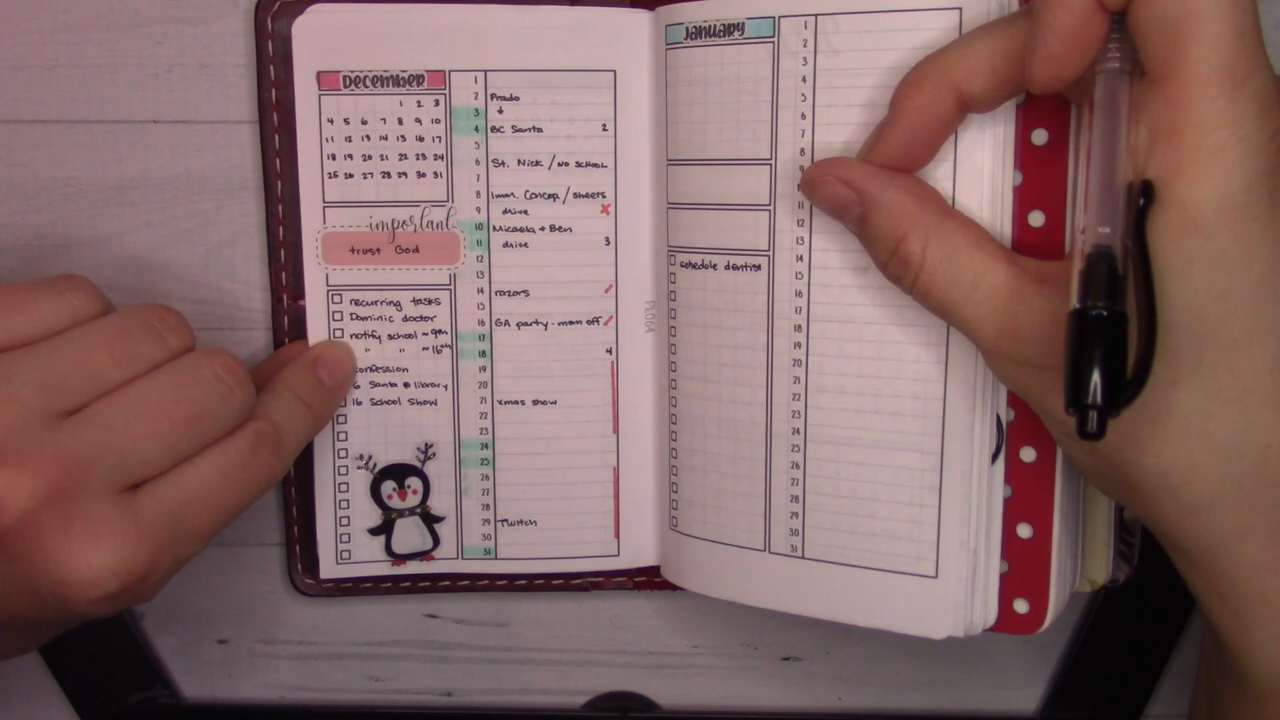 December
1 2 3
4 5 6 7 8 9 10
11 12 13 14 15 16 17
18 19 20 21 22 23 24
25 26 27 28 29 30 31
important
trust God
recurring tasks
Dominic doctor
notify school ~9th
" " ~16th
confession
6 Santa @ library
16 School Show
1
2 Prado
3 ↓
4 BC Santa 2
5
6 St. Nick / NO SCHOOL
7
8 Imm. Concep / sheers
9 drive X
10 Micaela + Ben
11 drive 3
12
13
14 razors
15
16 GA party - mom off
17
18 4
19
20
21 xmas show
22
23
24
25
26
27
28
29 Twitch
30
31
PLOBA
January
schedule dentist
1
2
3
4
5
6
7
8
9
11
12
13
14
15
16
17
18
19
20
21
22
23
24
25
26
27
28
29
30
31